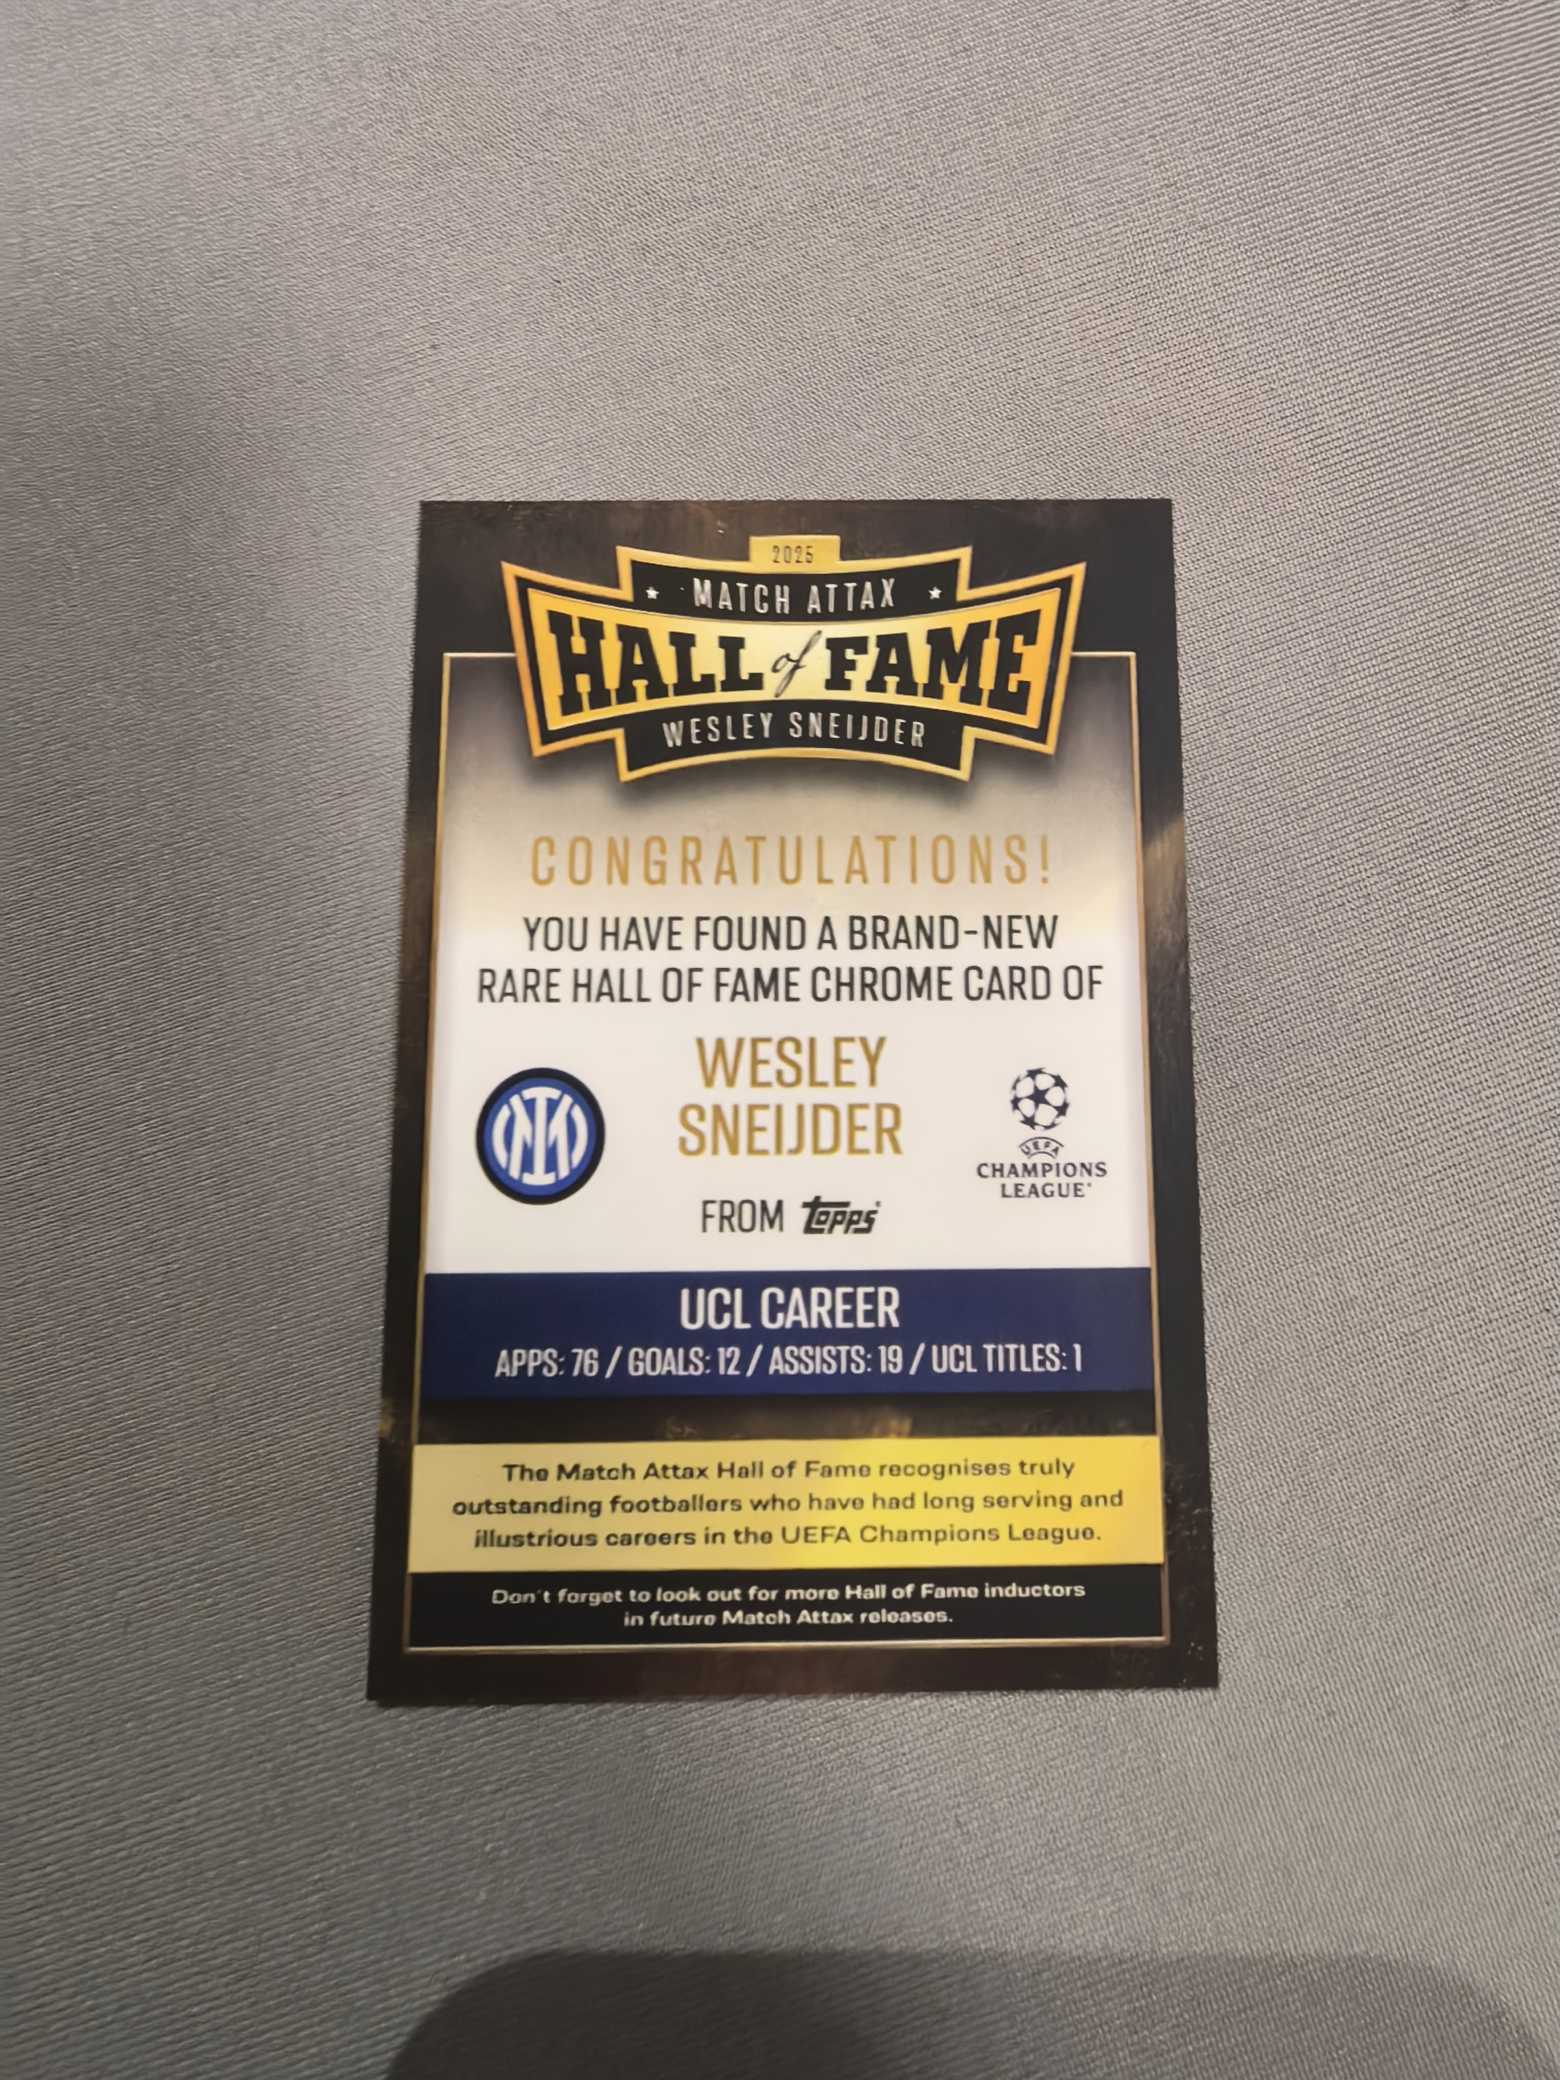 2025
MATCH ATTAX
HALL of FAME
WESLEY SNEIJDER
CONGRATULATIONS!
YOU HAVE FOUND A BRAND-NEW
RARE HALL OF FAME CHROME CARD OF
WESLEY
SNEIJDER
UEFA
CHAMPIONS
LEAGUE®
FROM topps®
UCL CAREER
APPS: 76 / GOALS: 12 / ASSISTS: 19 / UCL TITLES: 1
The Match Attax Hall of Fame recognises truly
outstanding footballers who have had long serving and
illustrious careers in the UEFA Champions League.
Don't forget to look out for more Hall of Fame inductors
in future Match Attax releases.